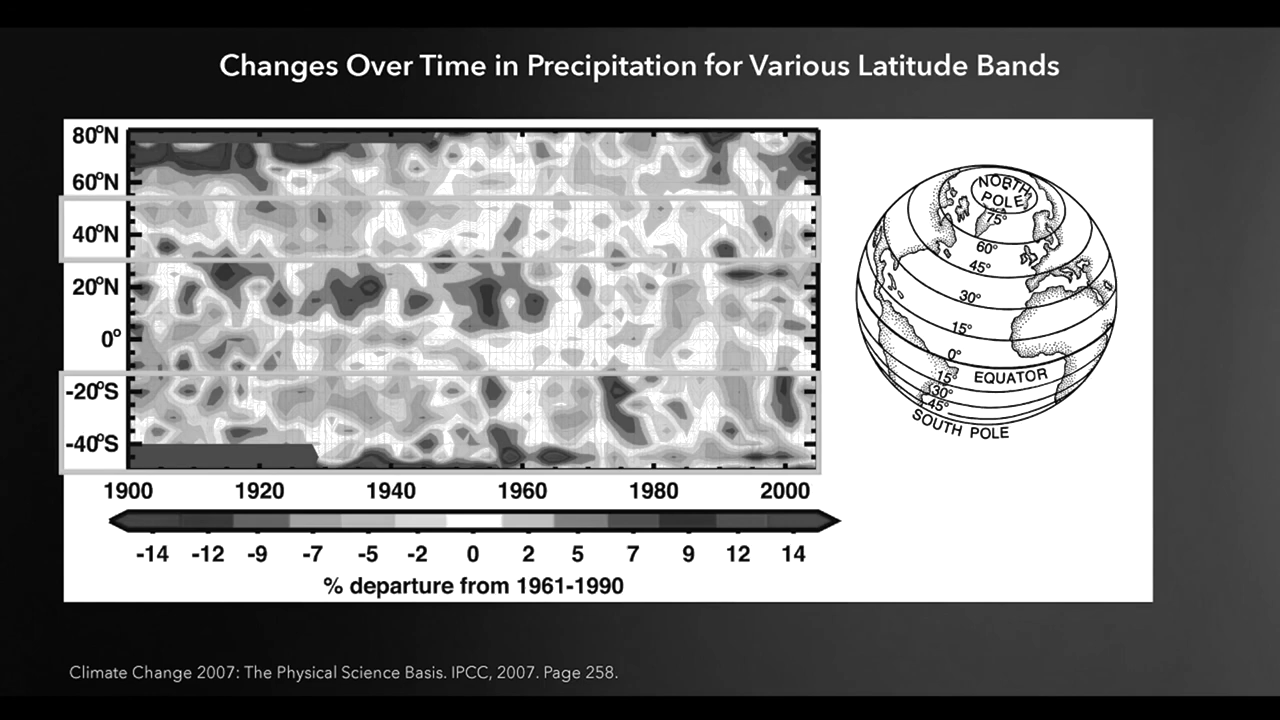 Changes Over Time in Precipitation for Various Latitude Bands
80°N
60°N
40°N
20°N
0°
-20°S
-40°S
1900 1920 1940 1960 1980 2000
-14 -12 -9 -7 -5 -2 0 2 5 7 9 12 14
% departure from 1961-1990
NORTH
POLE
75°
60°
45°
30°
15°
0°
EQUATOR
15°
30°
45°
SOUTH POLE
Climate Change 2007: The Physical Science Basis. IPCC, 2007. Page 258.